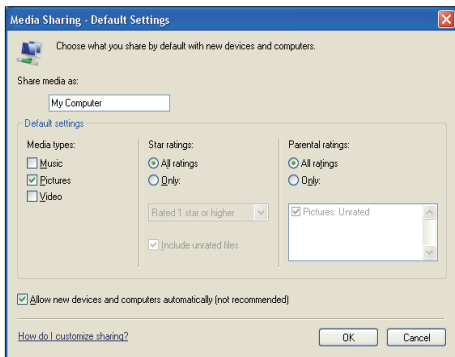 Media Sharing - Default Settings
Choose what you share by default with new devices and computers.
Share media as:
My Computer
Default settings
Media types:
Music
Pictures
Video
Star ratings:
All ratings
Only:
Rated 1 star or higher
Include unrated files
Parental ratings:
All ratings
Only:
Pictures: Unrated
Allow new devices and computers automatically (not recommended)
How do I customize sharing?
OK
Cancel